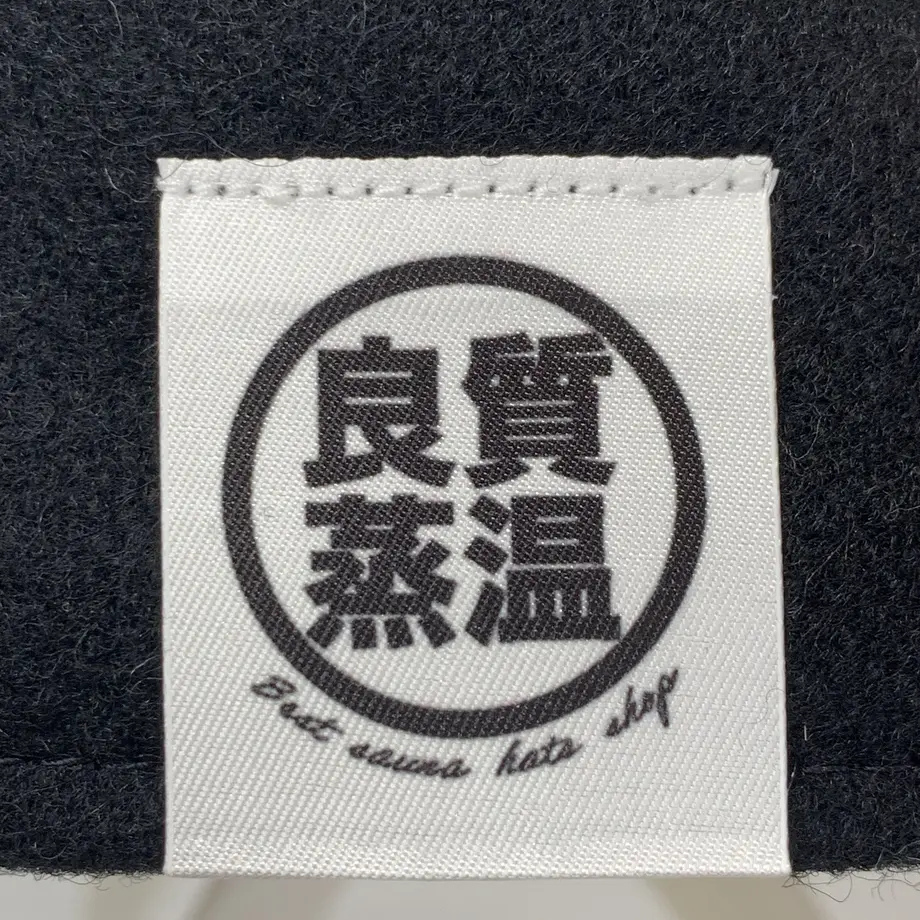 良質
蒸温
Best sauna hats shop